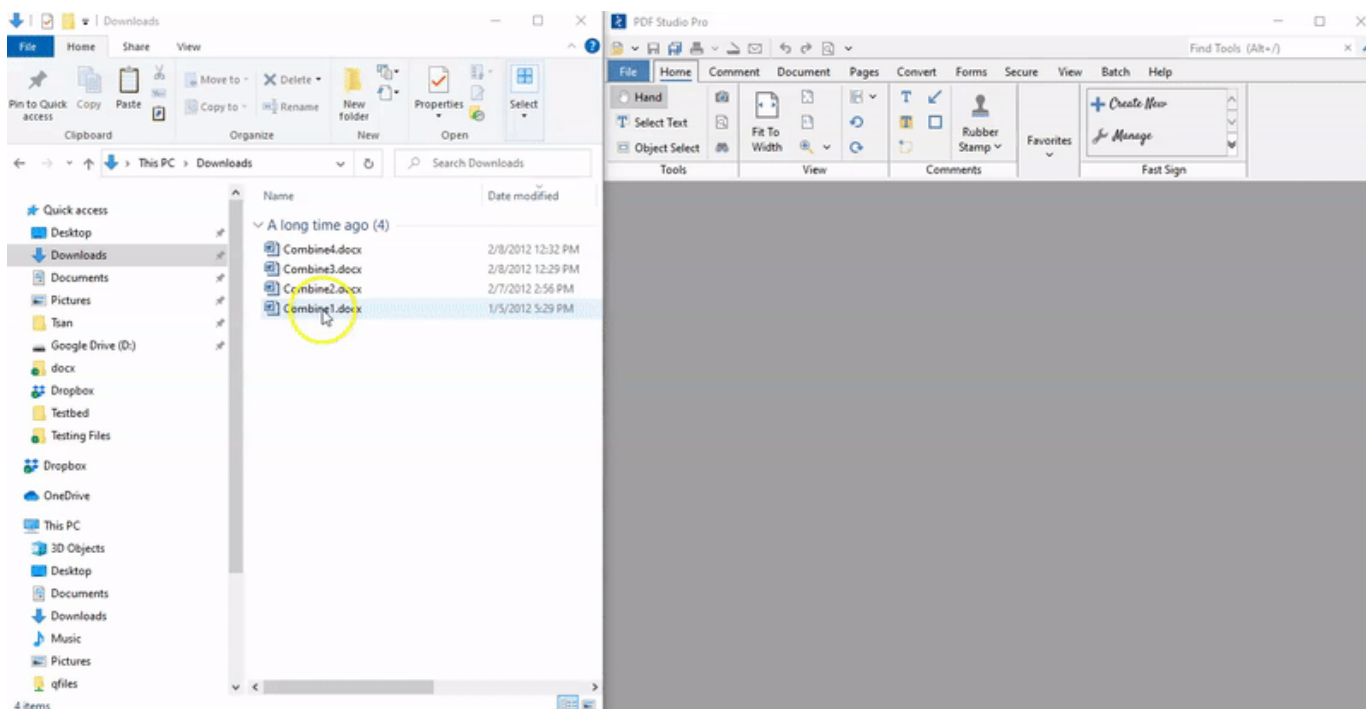 Downloads
PDF Studio Pro
File Home Share View
Find Tools (Alt+/)
File Home Comment Document Pages Convert Forms Secure View Batch Help
Pin to Quick access
Copy
Paste
Clipboard
Move to
Copy to
Delete
Rename
Organize
New folder
New
Properties
Open
Select
Hand
Select Text
Object Select
Tools
Fit To Width
View
Rubber Stamp
Comments
Favorites
Create New
Manage
Fast Sign
This PC Downloads
Search Downloads
Quick access
Desktop
Downloads
Documents
Pictures
Tsan
Google Drive (D:)
docx
Dropbox
Testbed
Testing Files
Dropbox
OneDrive
This PC
3D Objects
Desktop
Documents
Downloads
Music
Pictures
qfiles
4 items
Name Date modified
A long time ago (4)
Combine4.docx 2/8/2012 12:32 PM
Combine3.docx 2/8/2012 12:29 PM
Combine2.docx 2/7/2012 2:56 PM
Combine1.docx 1/5/2012 5:29 PM